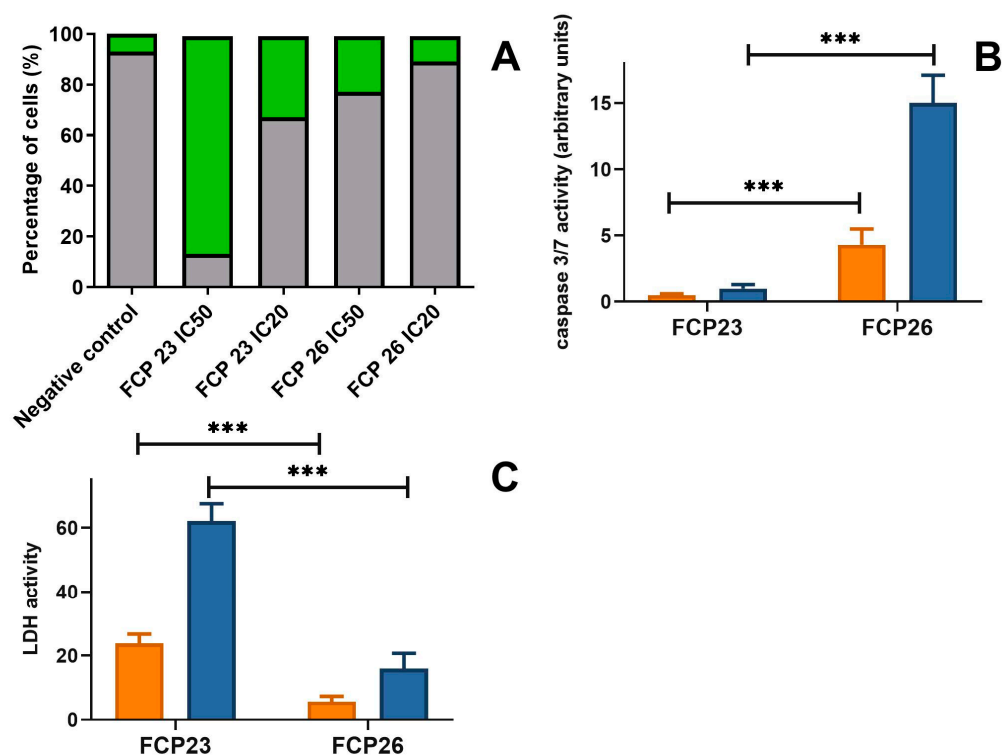 A
Percentage of cells (%)
100
80
60
40
20
0
Negative control
FCP 23 IC50
FCP 23 IC20
FCP 26 IC50
FCP 26 IC20
B
caspase 3/7 activity (arbitrary units)
***
***
15
10
5
0
FCP23 FCP26
C
LDH activity
***
***
60
40
20
0
FCP23 FCP26